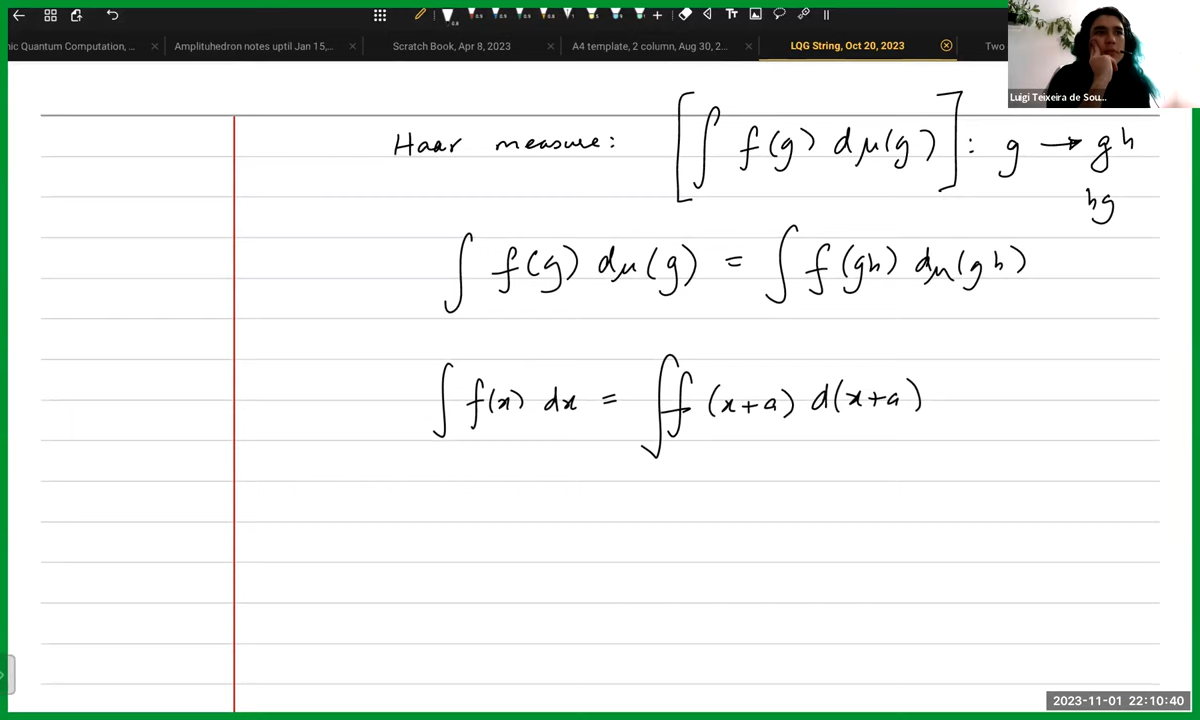 nic Quantum Computation, ... Amplituhedron notes uptil Jan 15,... Scratch Book, Apr 8, 2023 A4 template, 2 column, Aug 30, 2... LQG String, Oct 20, 2023 Two
Luigi Teixeira de Sou...
Haar measure: [∫ f(g) dμ(g)] : g → gh
hg
∫ f(g) dμ(g) = ∫ f(gh) dμ(gh)
∫ f(x) dx = ∫ f(x+a) d(x+a)
2023-11-01 22:10:40